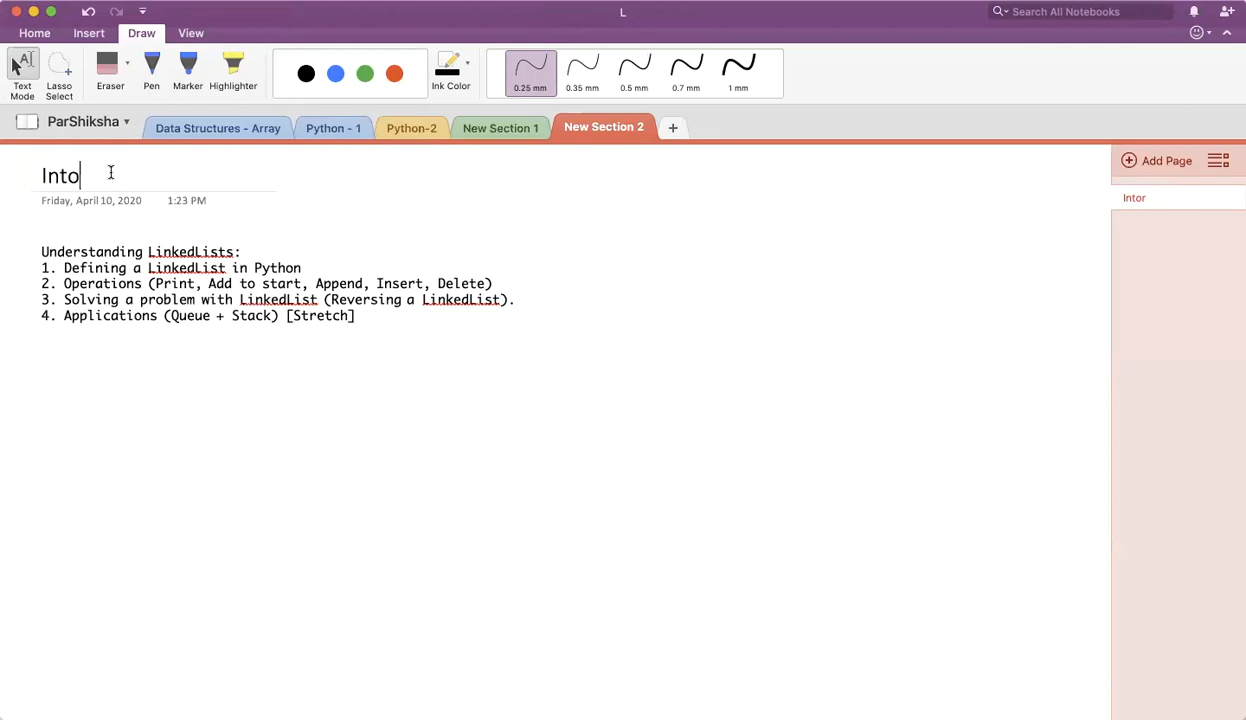 L
Search All Notebooks
Home Insert Draw View
Text Mode
Lasso Select
Eraser
Pen
Marker
Highlighter
Ink Color
0.25 mm
0.35 mm
0.5 mm
0.7 mm
1 mm
ParShiksha
Data Structures - Array
Python - 1
Python-2
New Section 1
New Section 2
Into
Add Page
Friday, April 10, 2020 1:23 PM
Intor
Understanding LinkedLists:
1. Defining a LinkedList in Python
2. Operations (Print, Add to start, Append, Insert, Delete)
3. Solving a problem with LinkedList (Reversing a LinkedList).
4. Applications (Queue + Stack) [Stretch]